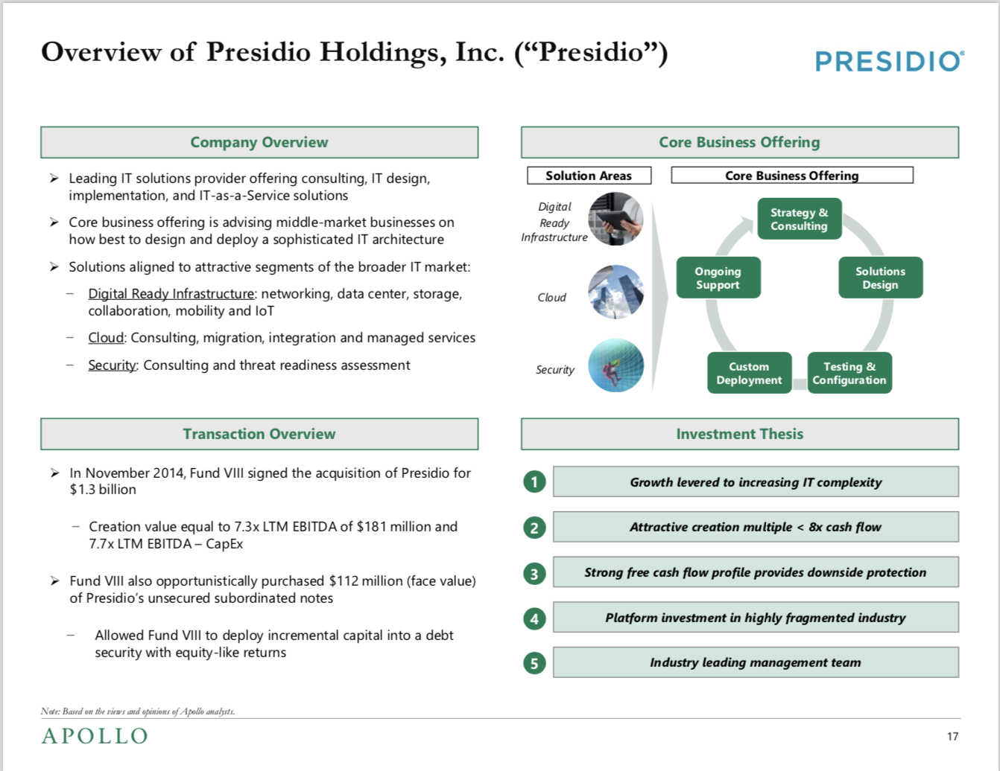 Overview of Presidio Holdings, Inc. (“Presidio”)
PRESIDIO®
Company Overview
➢ Leading IT solutions provider offering consulting, IT design,
implementation, and IT-as-a-Service solutions
➢ Core business offering is advising middle-market businesses on
how best to design and deploy a sophisticated IT architecture
➢ Solutions aligned to attractive segments of the broader IT market:
– Digital Ready Infrastructure: networking, data center, storage,
collaboration, mobility and IoT
– Cloud: Consulting, migration, integration and managed services
– Security: Consulting and threat readiness assessment
Core Business Offering
Solution Areas
Digital
Ready
Infrastructure
Cloud
Security
Core Business Offering
Strategy &
Consulting
Solutions
Design
Testing &
Configuration
Custom
Deployment
Ongoing
Support
Transaction Overview
➢ In November 2014, Fund VIII signed the acquisition of Presidio for
$1.3 billion
– Creation value equal to 7.3x LTM EBITDA of $181 million and
7.7x LTM EBITDA – CapEx
➢ Fund VIII also opportunistically purchased $112 million (face value)
of Presidio’s unsecured subordinated notes
– Allowed Fund VIII to deploy incremental capital into a debt
security with equity-like returns
Investment Thesis
1 Growth levered to increasing IT complexity
2 Attractive creation multiple < 8x cash flow
3 Strong free cash flow profile provides downside protection
4 Platform investment in highly fragmented industry
5 Industry leading management team
Note: Based on the views and opinions of Apollo analysts.
APOLLO
17